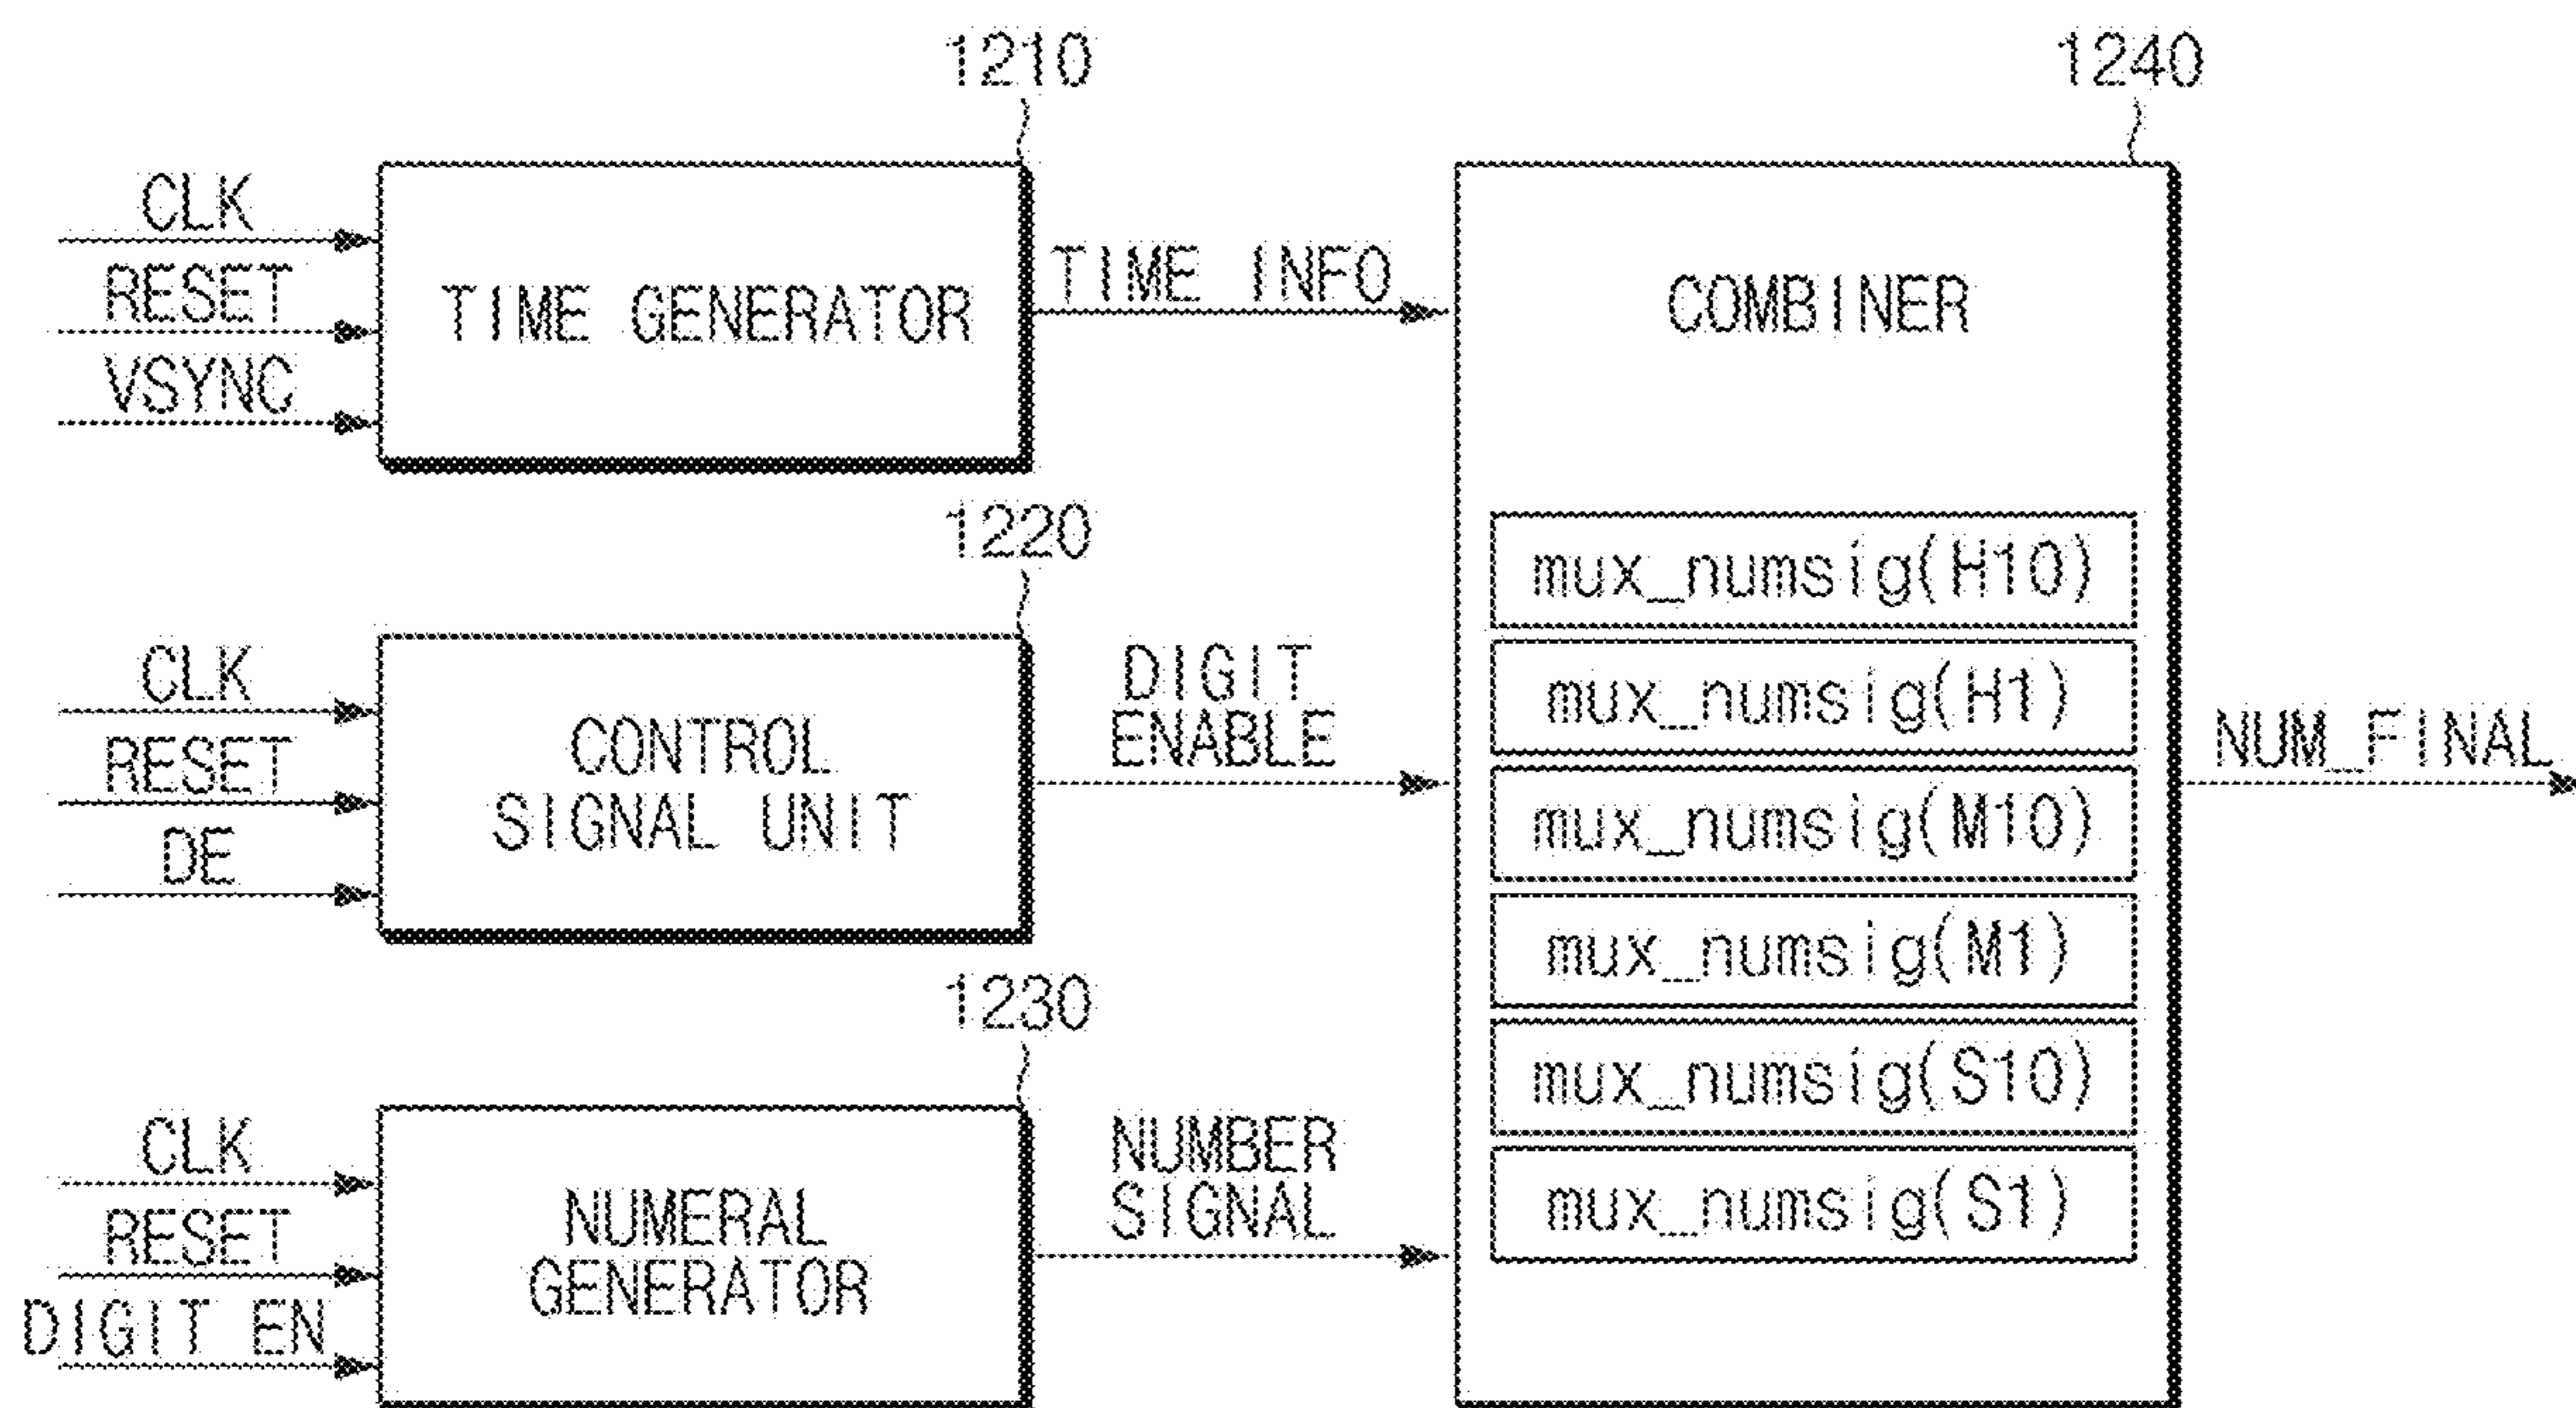 1210
1240
CLK
RESET
VSYNC
TIME GENERATOR
TIME INFO
COMBINER
1220
CLK
RESET
DE
CONTROL
SIGNAL UNIT
DIGIT
ENABLE
mux_numsig(H10)
mux_numsig(H1)
mux_numsig(M10)
mux_numsig(M1)
mux_numsig(S10)
mux_numsig(S1)
NUM_FINAL
1230
CLK
RESET
DIGIT EN
NUMERAL
GENERATOR
NUMBER
SIGNAL